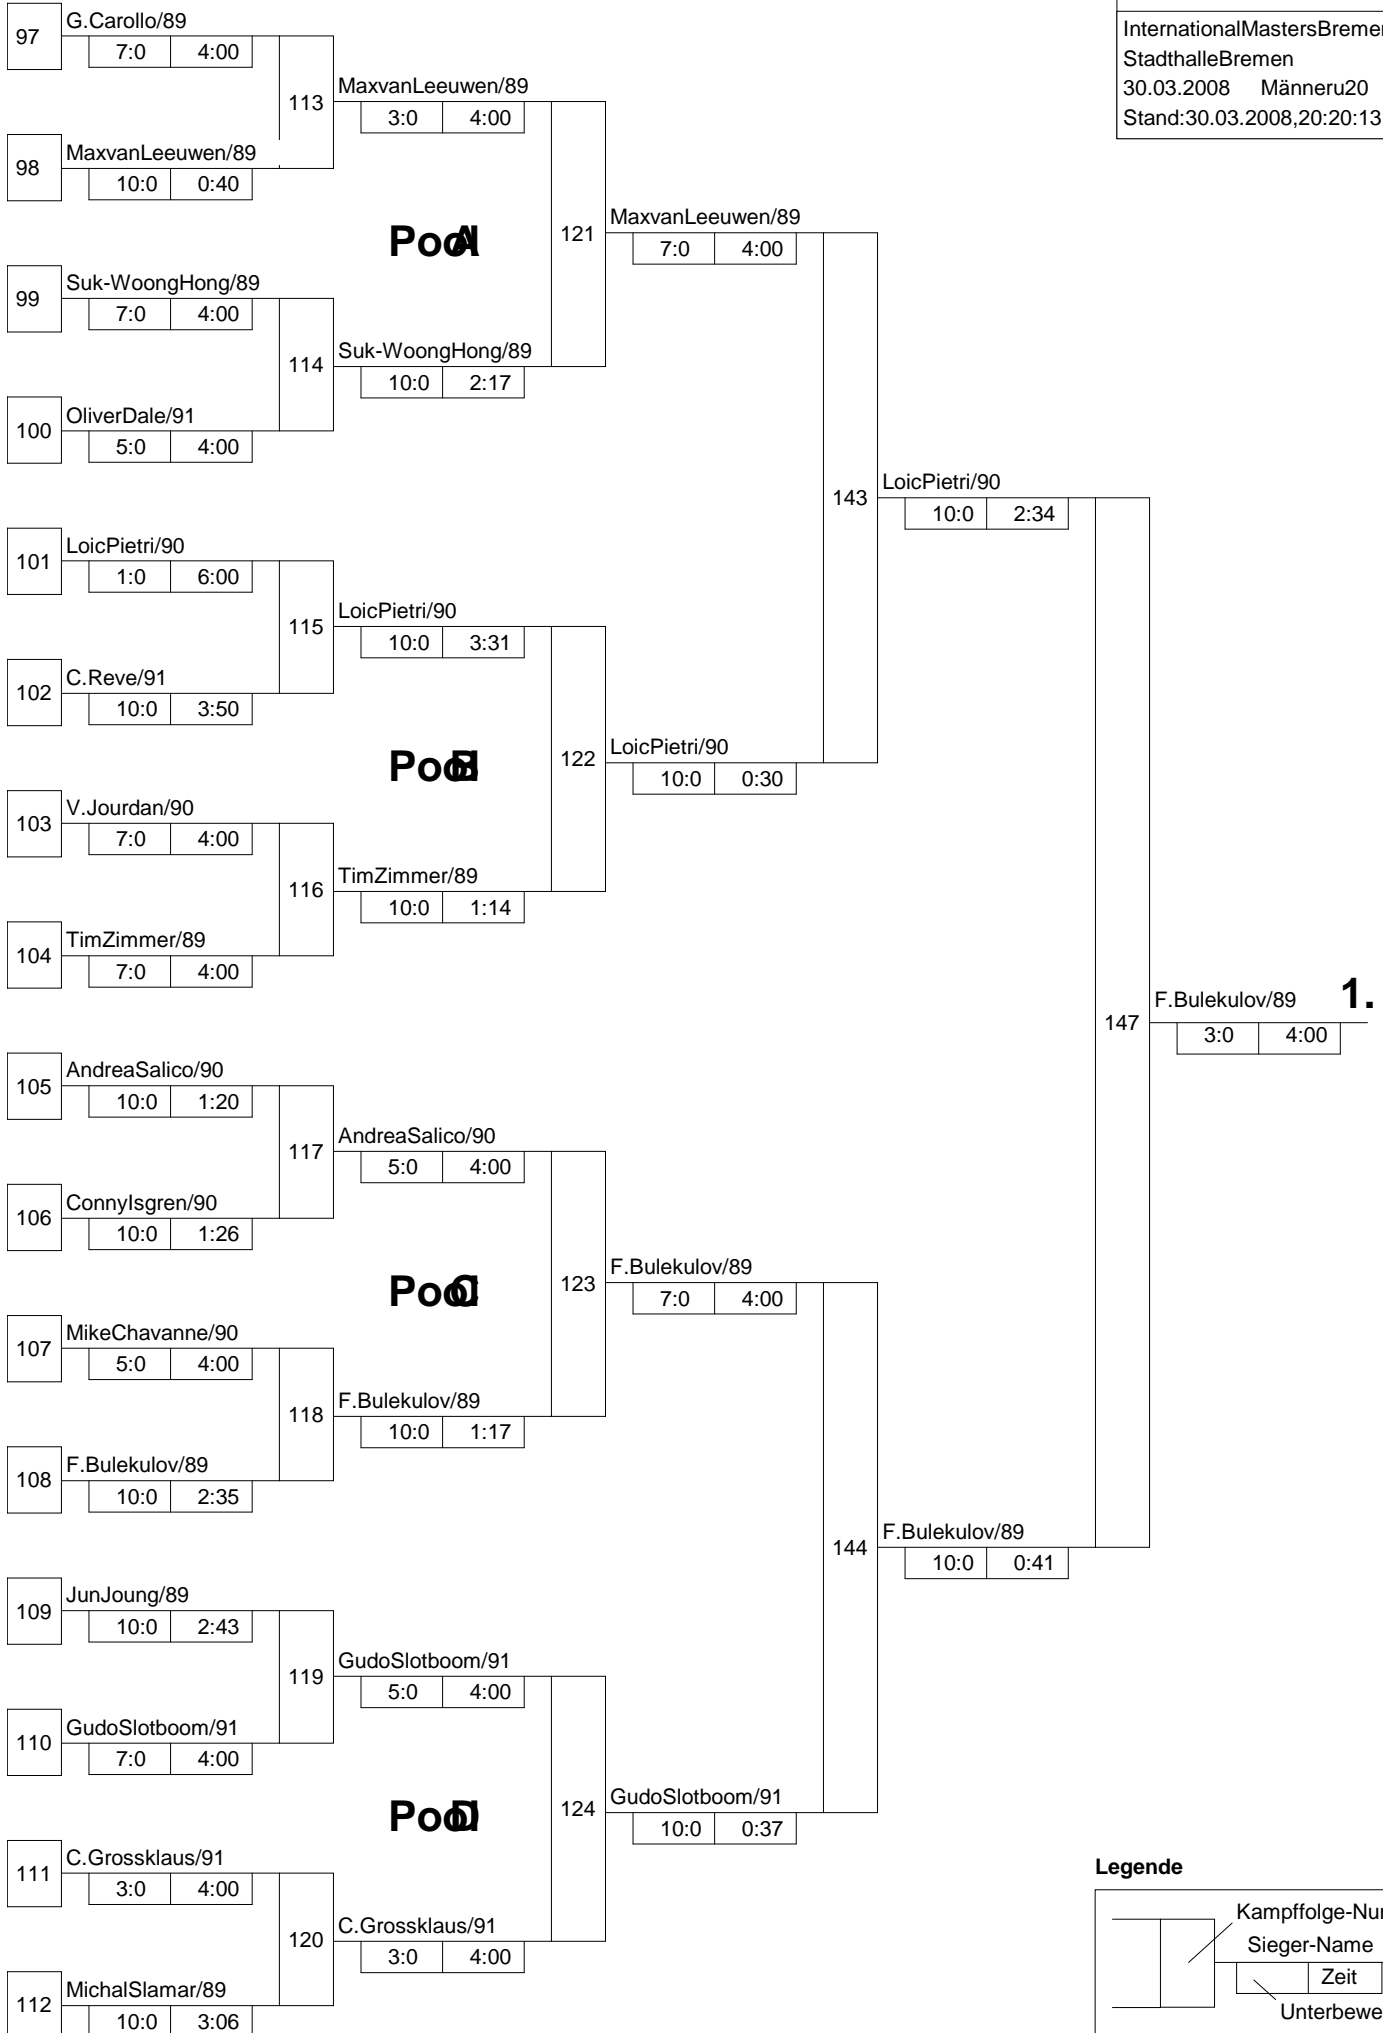 InternationalMastersBremen
StadthalleBremen
30.03.2008 Männeru20
Stand:30.03.2008,20:20:13
97
G.Carollo/89
7:0 4:00
113
MaxvanLeeuwen/89
3:0 4:00
98
MaxvanLeeuwen/89
10:0 0:40
Pool A
121
MaxvanLeeuwen/89
7:0 4:00
99
Suk-WoongHong/89
7:0 4:00
114
Suk-WoongHong/89
10:0 2:17
100
OliverDale/91
5:0 4:00
143
LoicPietri/90
10:0 2:34
101
LoicPietri/90
1:0 6:00
115
LoicPietri/90
10:0 3:31
102
C.Reve/91
10:0 3:50
Pool B
122
LoicPietri/90
10:0 0:30
103
V.Jourdan/90
7:0 4:00
116
TimZimmer/89
10:0 1:14
104
TimZimmer/89
7:0 4:00
147
F.Bulekulov/89 1.
3:0 4:00
105
AndreaSalico/90
10:0 1:20
117
AndreaSalico/90
5:0 4:00
106
ConnyIsgren/90
10:0 1:26
Pool C
123
F.Bulekulov/89
7:0 4:00
107
MikeChavanne/90
5:0 4:00
118
F.Bulekulov/89
10:0 1:17
108
F.Bulekulov/89
10:0 2:35
144
F.Bulekulov/89
10:0 0:41
109
JunJoung/89
10:0 2:43
119
GudoSlotboom/91
5:0 4:00
110
GudoSlotboom/91
7:0 4:00
Pool D
124
GudoSlotboom/91
10:0 0:37
111
C.Grossklaus/91
3:0 4:00
120
C.Grossklaus/91
3:0 4:00
112
MichalSlamar/89
10:0 3:06
Legende
Kampffolge-Nu
Sieger-Name
Zeit
Unterbewe